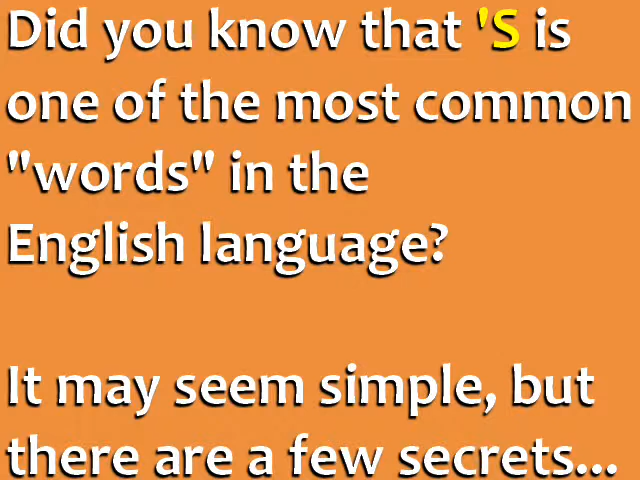 Did you know that 'S is
one of the most common
"words" in the
English language?
It may seem simple, but
there are a few secrets...